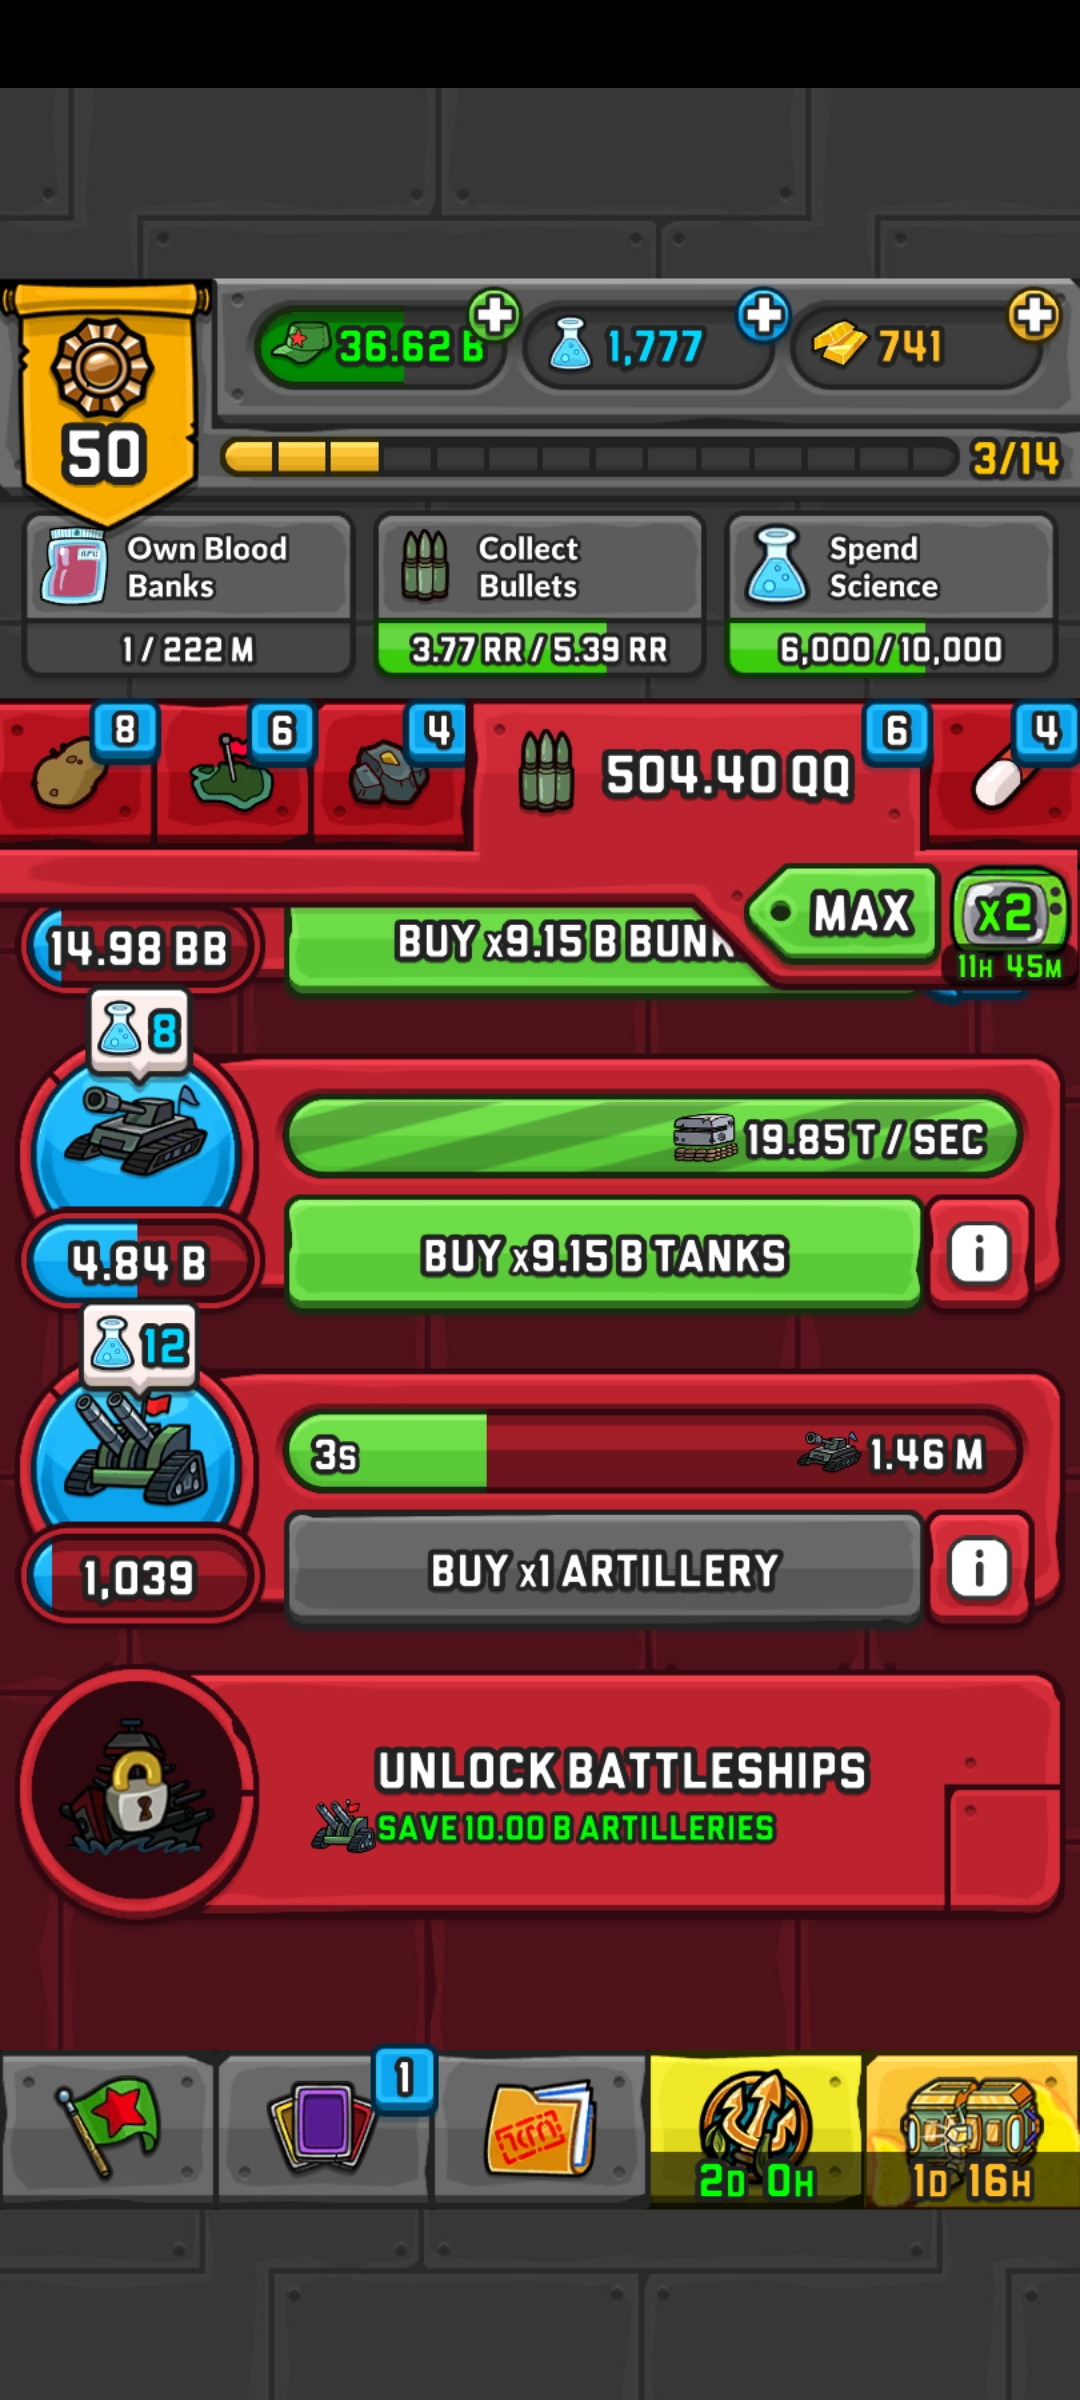 36.62 B
1,777
741
50
3/14
Own Blood
Banks
1 / 222 M
Collect
Bullets
3.77 RR / 5.39 RR
Spend
Science
6,000 / 10,000
8
6
4
504.40 QQ
6
4
MAX
x2
11H 45M
14.98 BB
BUY x9.15 B
8
19.85 T / SEC
4.84 B
BUY x9.15 B TANKS
i
12
3s
1.46 M
1,039
BUY x1 ARTILLERY
i
UNLOCK BATTLESHIPS
SAVE 10.00 B ARTILLERIES
1
2D 0H
1D 16H